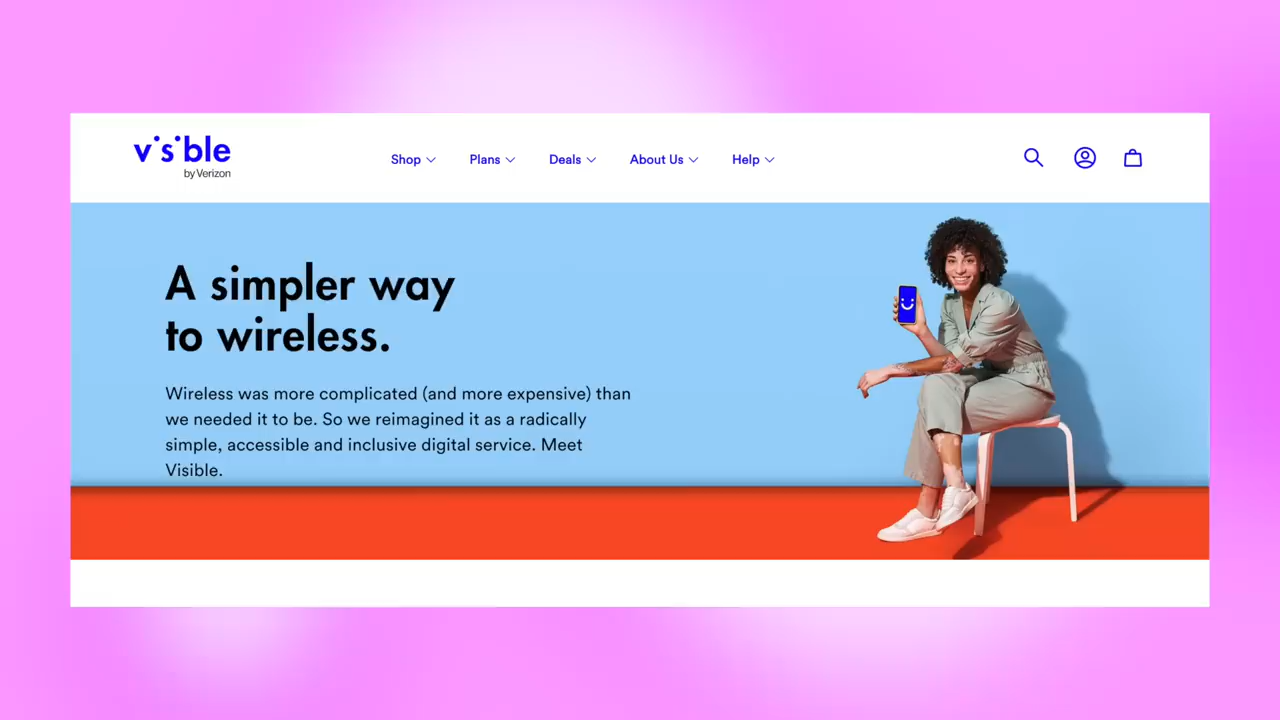 visible
by Verizon
Shop
Plans
Deals
About Us
Help
A simpler way
to wireless.
Wireless was more complicated (and more expensive) than
we needed it to be. So we reimagined it as a radically
simple, accessible and inclusive digital service. Meet
Visible.